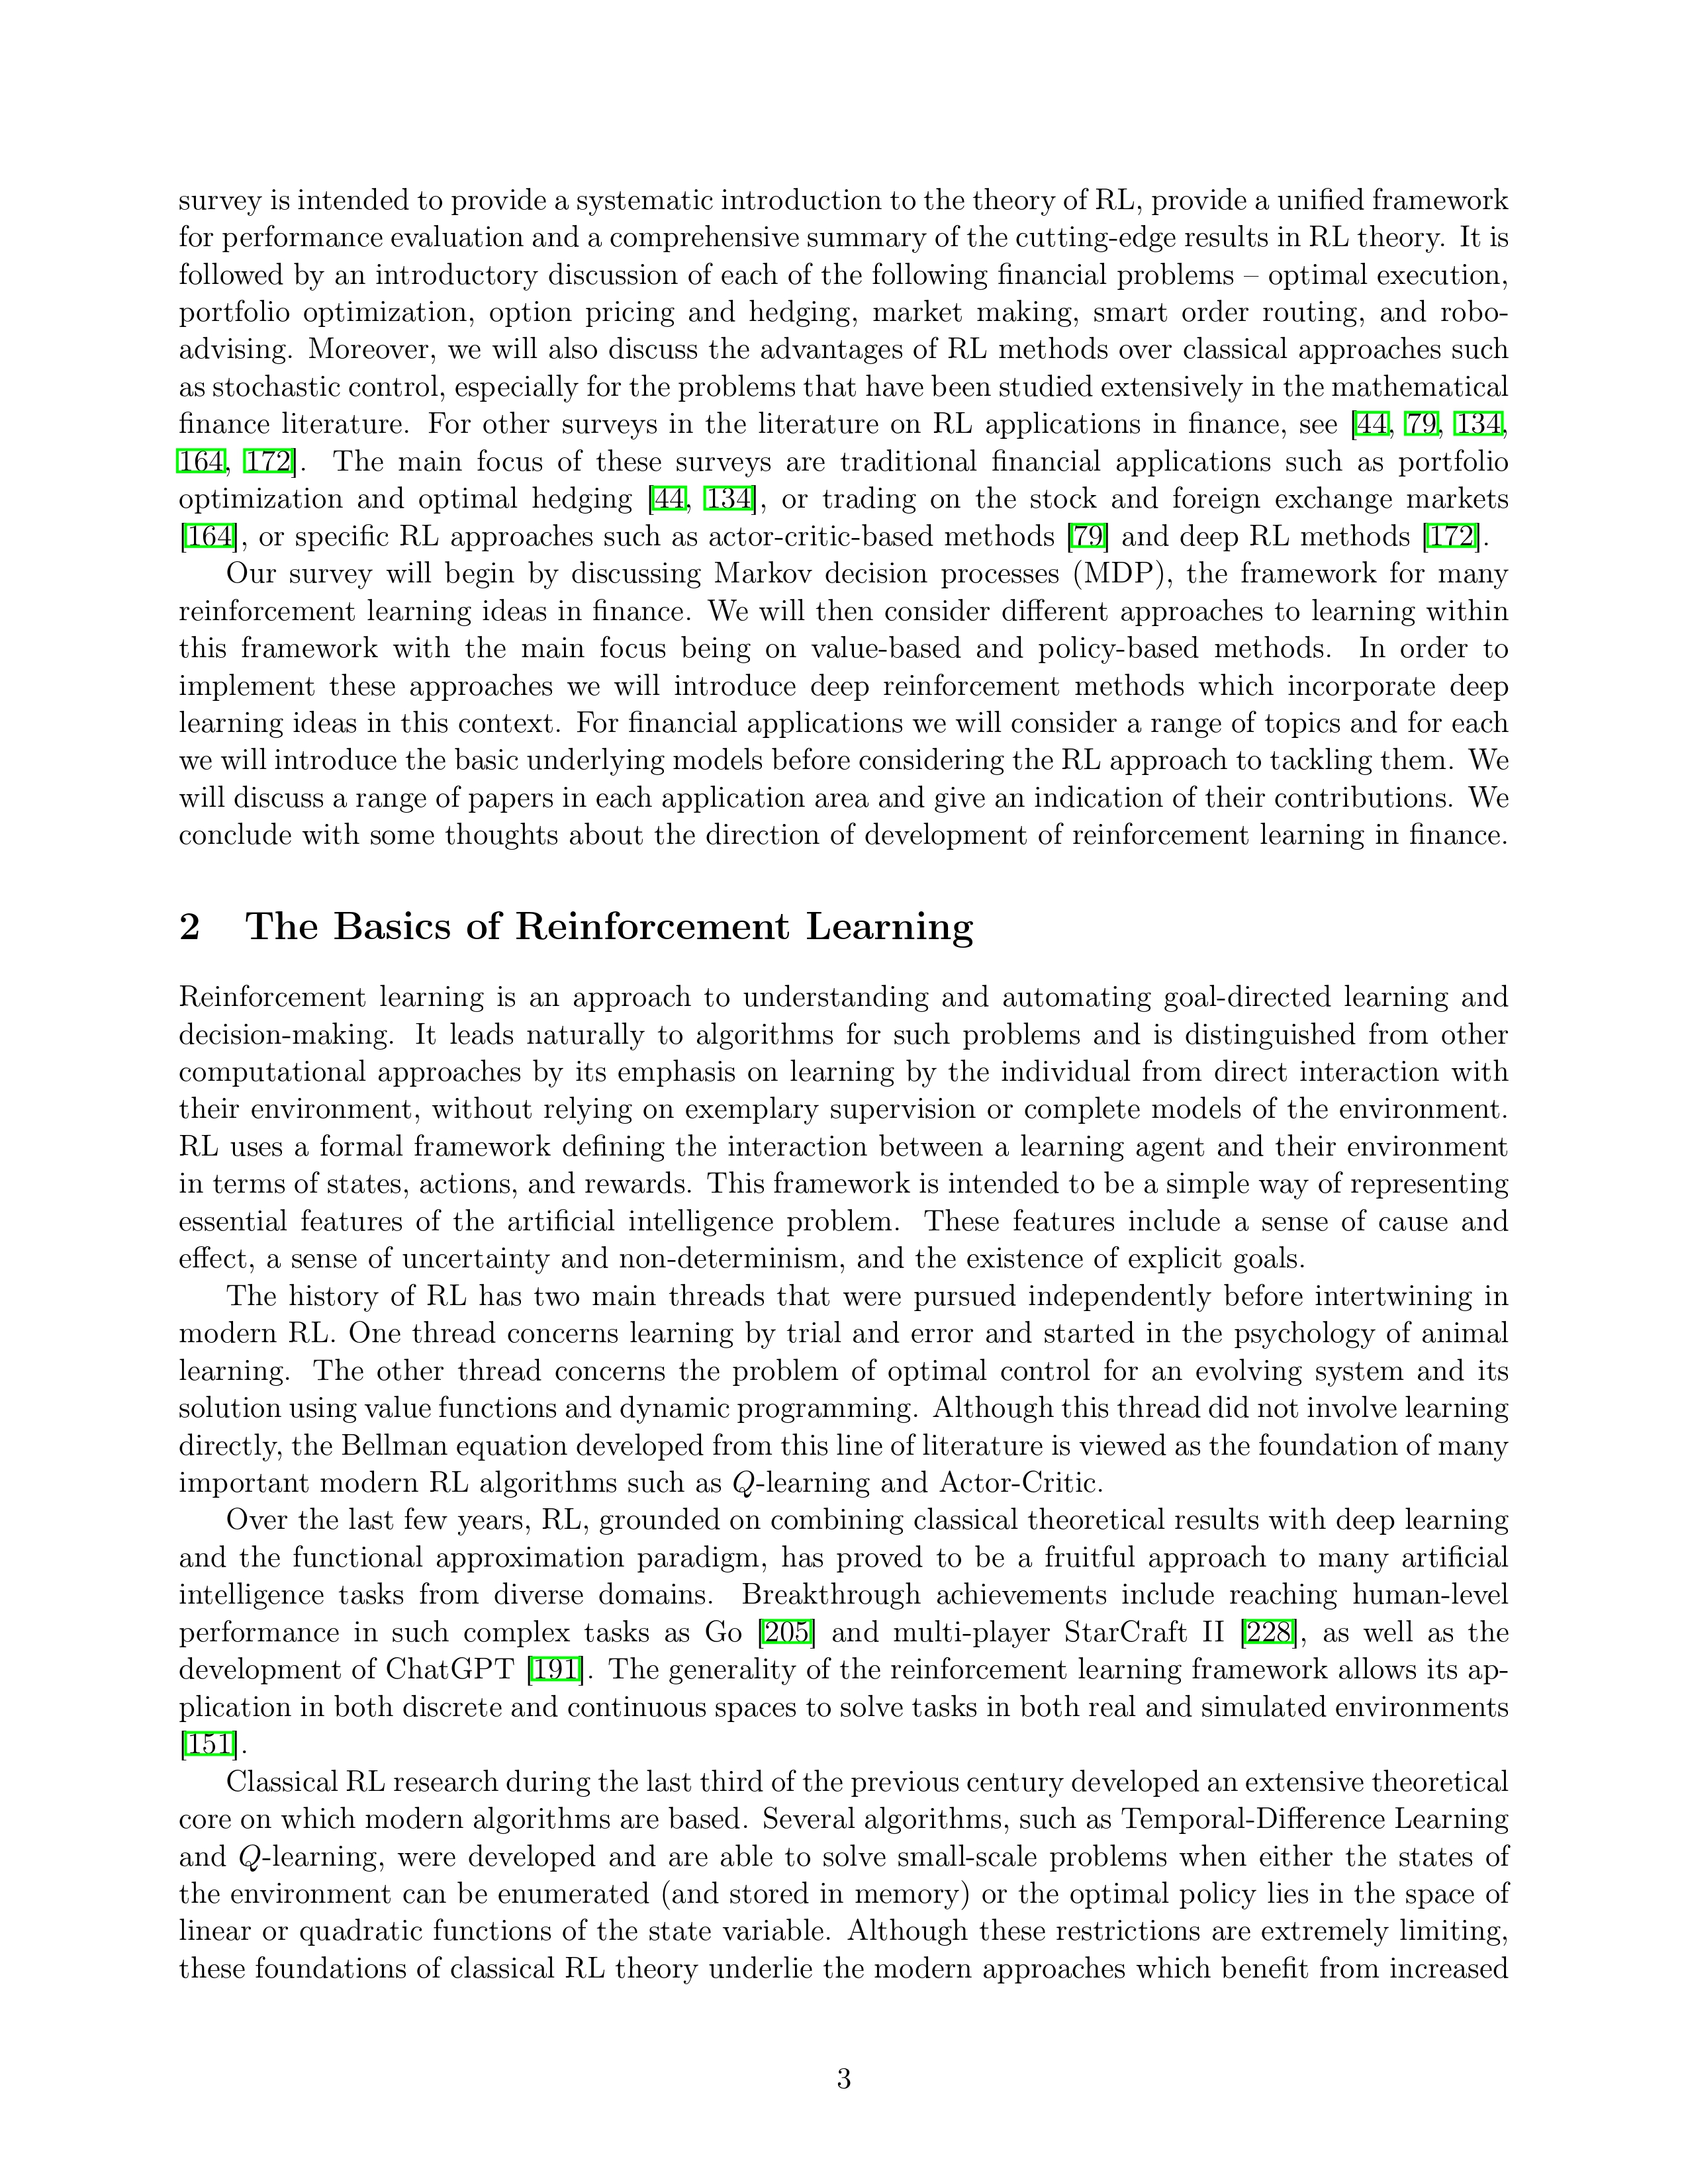 survey is intended to provide a systematic introduction to the theory of RL, provide a unified framework
for performance evaluation and a comprehensive summary of the cutting-edge results in RL theory. It is
followed by an introductory discussion of each of the following financial problems – optimal execution,
portfolio optimization, option pricing and hedging, market making, smart order routing, and robo-
advising. Moreover, we will also discuss the advantages of RL methods over classical approaches such
as stochastic control, especially for the problems that have been studied extensively in the mathematical
finance literature. For other surveys in the literature on RL applications in finance, see [44, 79, 134,
164, 172]. The main focus of these surveys are traditional financial applications such as portfolio
optimization and optimal hedging [44, 134], or trading on the stock and foreign exchange markets
[164], or specific RL approaches such as actor-critic-based methods [79] and deep RL methods [172].
Our survey will begin by discussing Markov decision processes (MDP), the framework for many
reinforcement learning ideas in finance. We will then consider different approaches to learning within
this framework with the main focus being on value-based and policy-based methods. In order to
implement these approaches we will introduce deep reinforcement methods which incorporate deep
learning ideas in this context. For financial applications we will consider a range of topics and for each
we will introduce the basic underlying models before considering the RL approach to tackling them. We
will discuss a range of papers in each application area and give an indication of their contributions. We
conclude with some thoughts about the direction of development of reinforcement learning in finance.
2 The Basics of Reinforcement Learning
Reinforcement learning is an approach to understanding and automating goal-directed learning and
decision-making. It leads naturally to algorithms for such problems and is distinguished from other
computational approaches by its emphasis on learning by the individual from direct interaction with
their environment, without relying on exemplary supervision or complete models of the environment.
RL uses a formal framework defining the interaction between a learning agent and their environment
in terms of states, actions, and rewards. This framework is intended to be a simple way of representing
essential features of the artificial intelligence problem. These features include a sense of cause and
effect, a sense of uncertainty and non-determinism, and the existence of explicit goals.
The history of RL has two main threads that were pursued independently before intertwining in
modern RL. One thread concerns learning by trial and error and started in the psychology of animal
learning. The other thread concerns the problem of optimal control for an evolving system and its
solution using value functions and dynamic programming. Although this thread did not involve learning
directly, the Bellman equation developed from this line of literature is viewed as the foundation of many
important modern RL algorithms such as Q-learning and Actor-Critic.
Over the last few years, RL, grounded on combining classical theoretical results with deep learning
and the functional approximation paradigm, has proved to be a fruitful approach to many artificial
intelligence tasks from diverse domains. Breakthrough achievements include reaching human-level
performance in such complex tasks as Go [205] and multi-player StarCraft II [228], as well as the
development of ChatGPT [191]. The generality of the reinforcement learning framework allows its ap-
plication in both discrete and continuous spaces to solve tasks in both real and simulated environments
[151].
Classical RL research during the last third of the previous century developed an extensive theoretical
core on which modern algorithms are based. Several algorithms, such as Temporal-Difference Learning
and Q-learning, were developed and are able to solve small-scale problems when either the states of
the environment can be enumerated (and stored in memory) or the optimal policy lies in the space of
linear or quadratic functions of the state variable. Although these restrictions are extremely limiting,
these foundations of classical RL theory underlie the modern approaches which benefit from increased
3